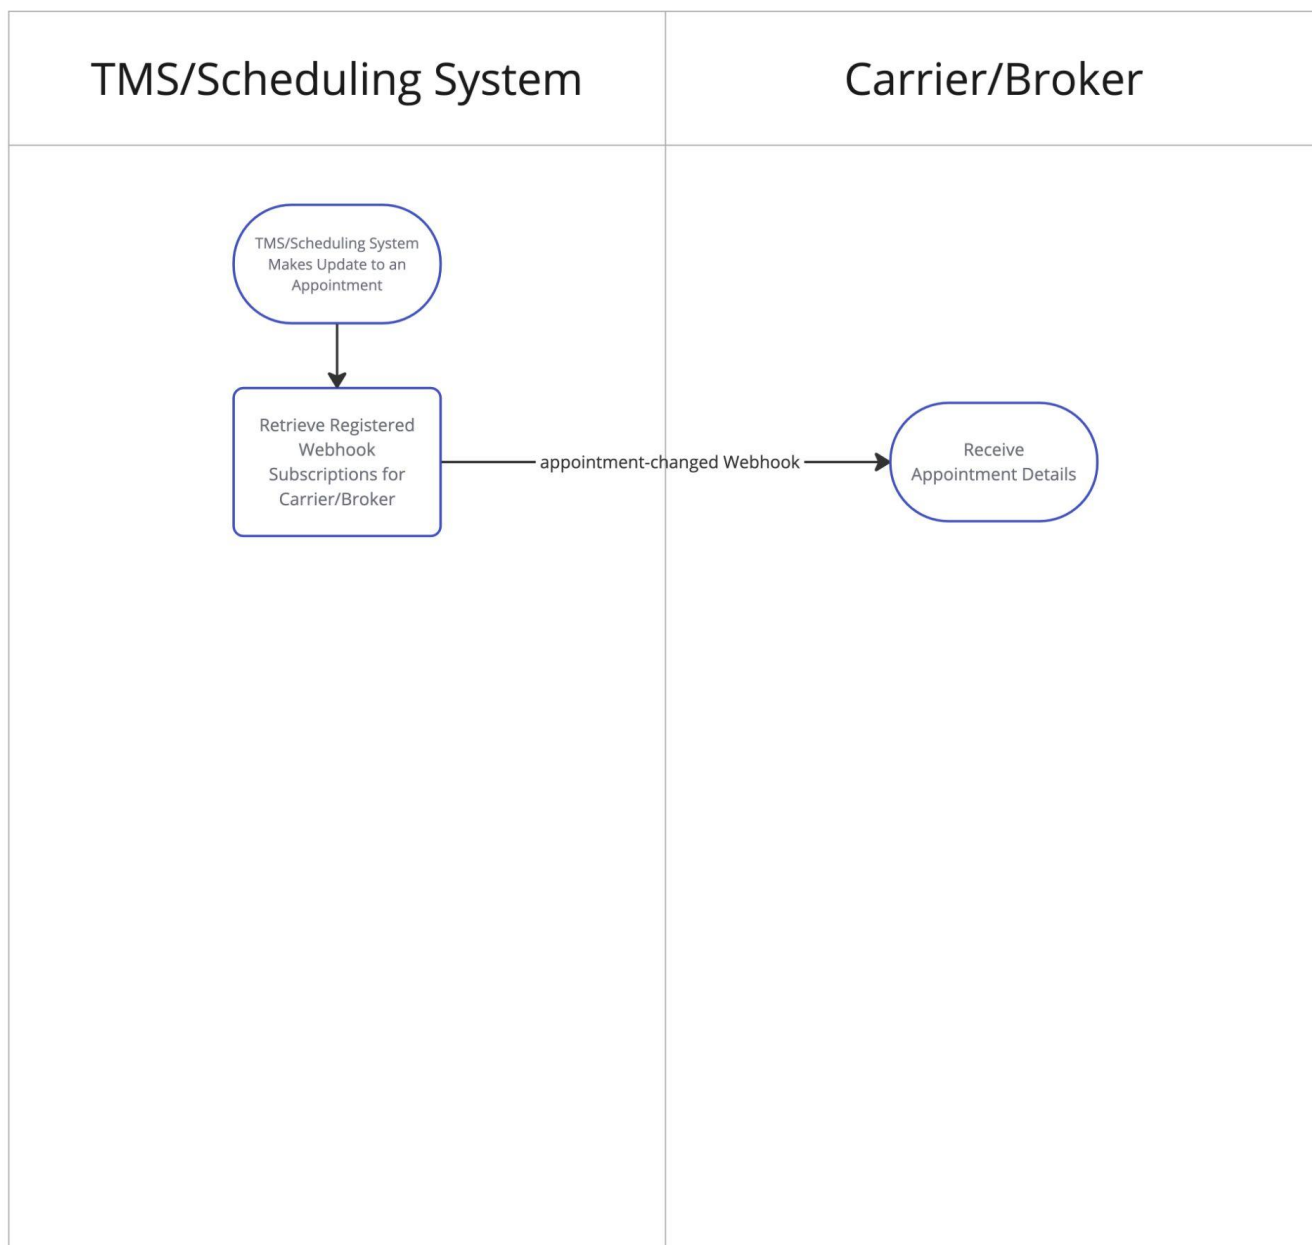 TMS/Scheduling System
Carrier/Broker
TMS/Scheduling System
Makes Update to an
Appointment
Retrieve Registered
Webhook
Subscriptions for
Carrier/Broker
appointment-changed Webhook
Receive
Appointment Details